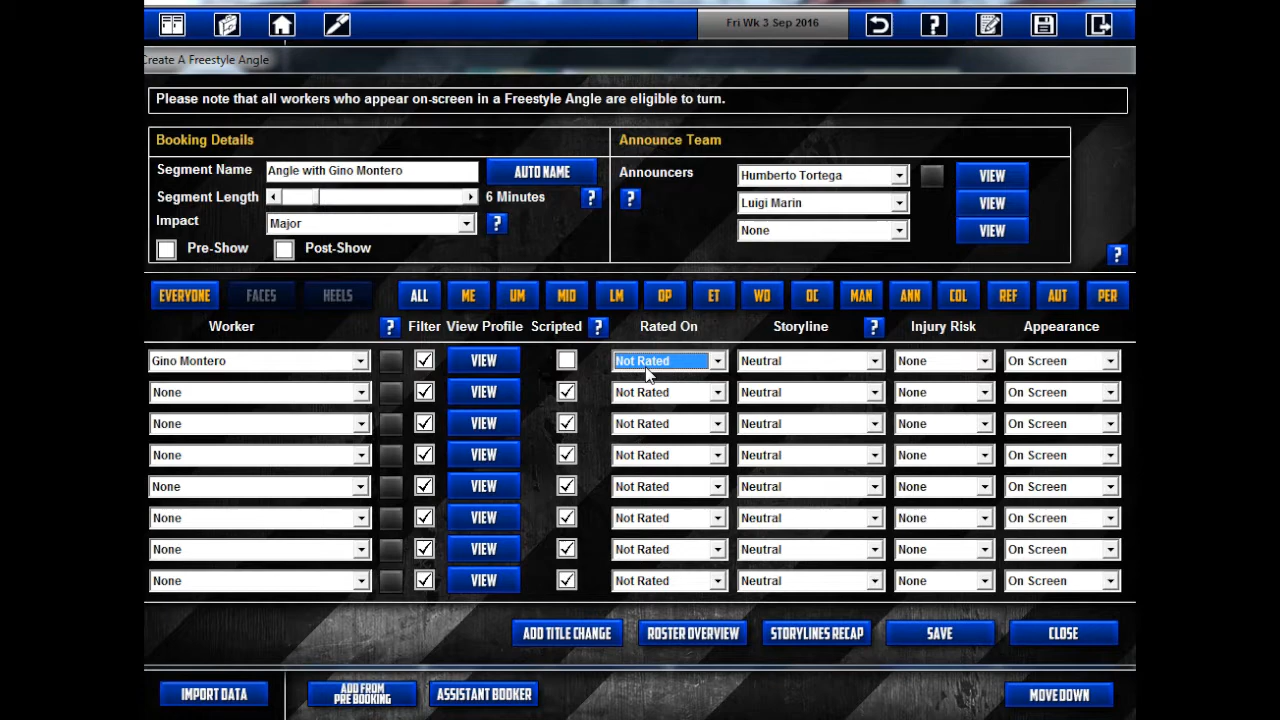 Fri Wk 3 Sep 2016
Create A Freestyle Angle
Please note that all workers who appear on-screen in a Freestyle Angle are eligible to turn.
Booking Details
Announce Team
Segment Name Angle with Gino Montero AUTO NAME
Announcers Humberto Tortega VIEW
Segment Length 6 Minutes ?
? Luigi Marin VIEW
Impact Major ?
None VIEW
Pre-Show Post-Show
?
EVERYONE FACES HEELS ALL ME UM MID LM OP ET WD OC MAN ANN COL REF AUT PER
Worker ? Filter View Profile Scripted ? Rated On Storyline ? Injury Risk Appearance
Gino Montero VIEW Not Rated Neutral None On Screen
None VIEW Not Rated Neutral None On Screen
None VIEW Not Rated Neutral None On Screen
None VIEW Not Rated Neutral None On Screen
None VIEW Not Rated Neutral None On Screen
None VIEW Not Rated Neutral None On Screen
None VIEW Not Rated Neutral None On Screen
None VIEW Not Rated Neutral None On Screen
ADD TITLE CHANGE ROSTER OVERVIEW STORYLINES RECAP SAVE CLOSE
IMPORT DATA ADD FROM PRE BOOKING ASSISTANT BOOKER MOVE DOWN